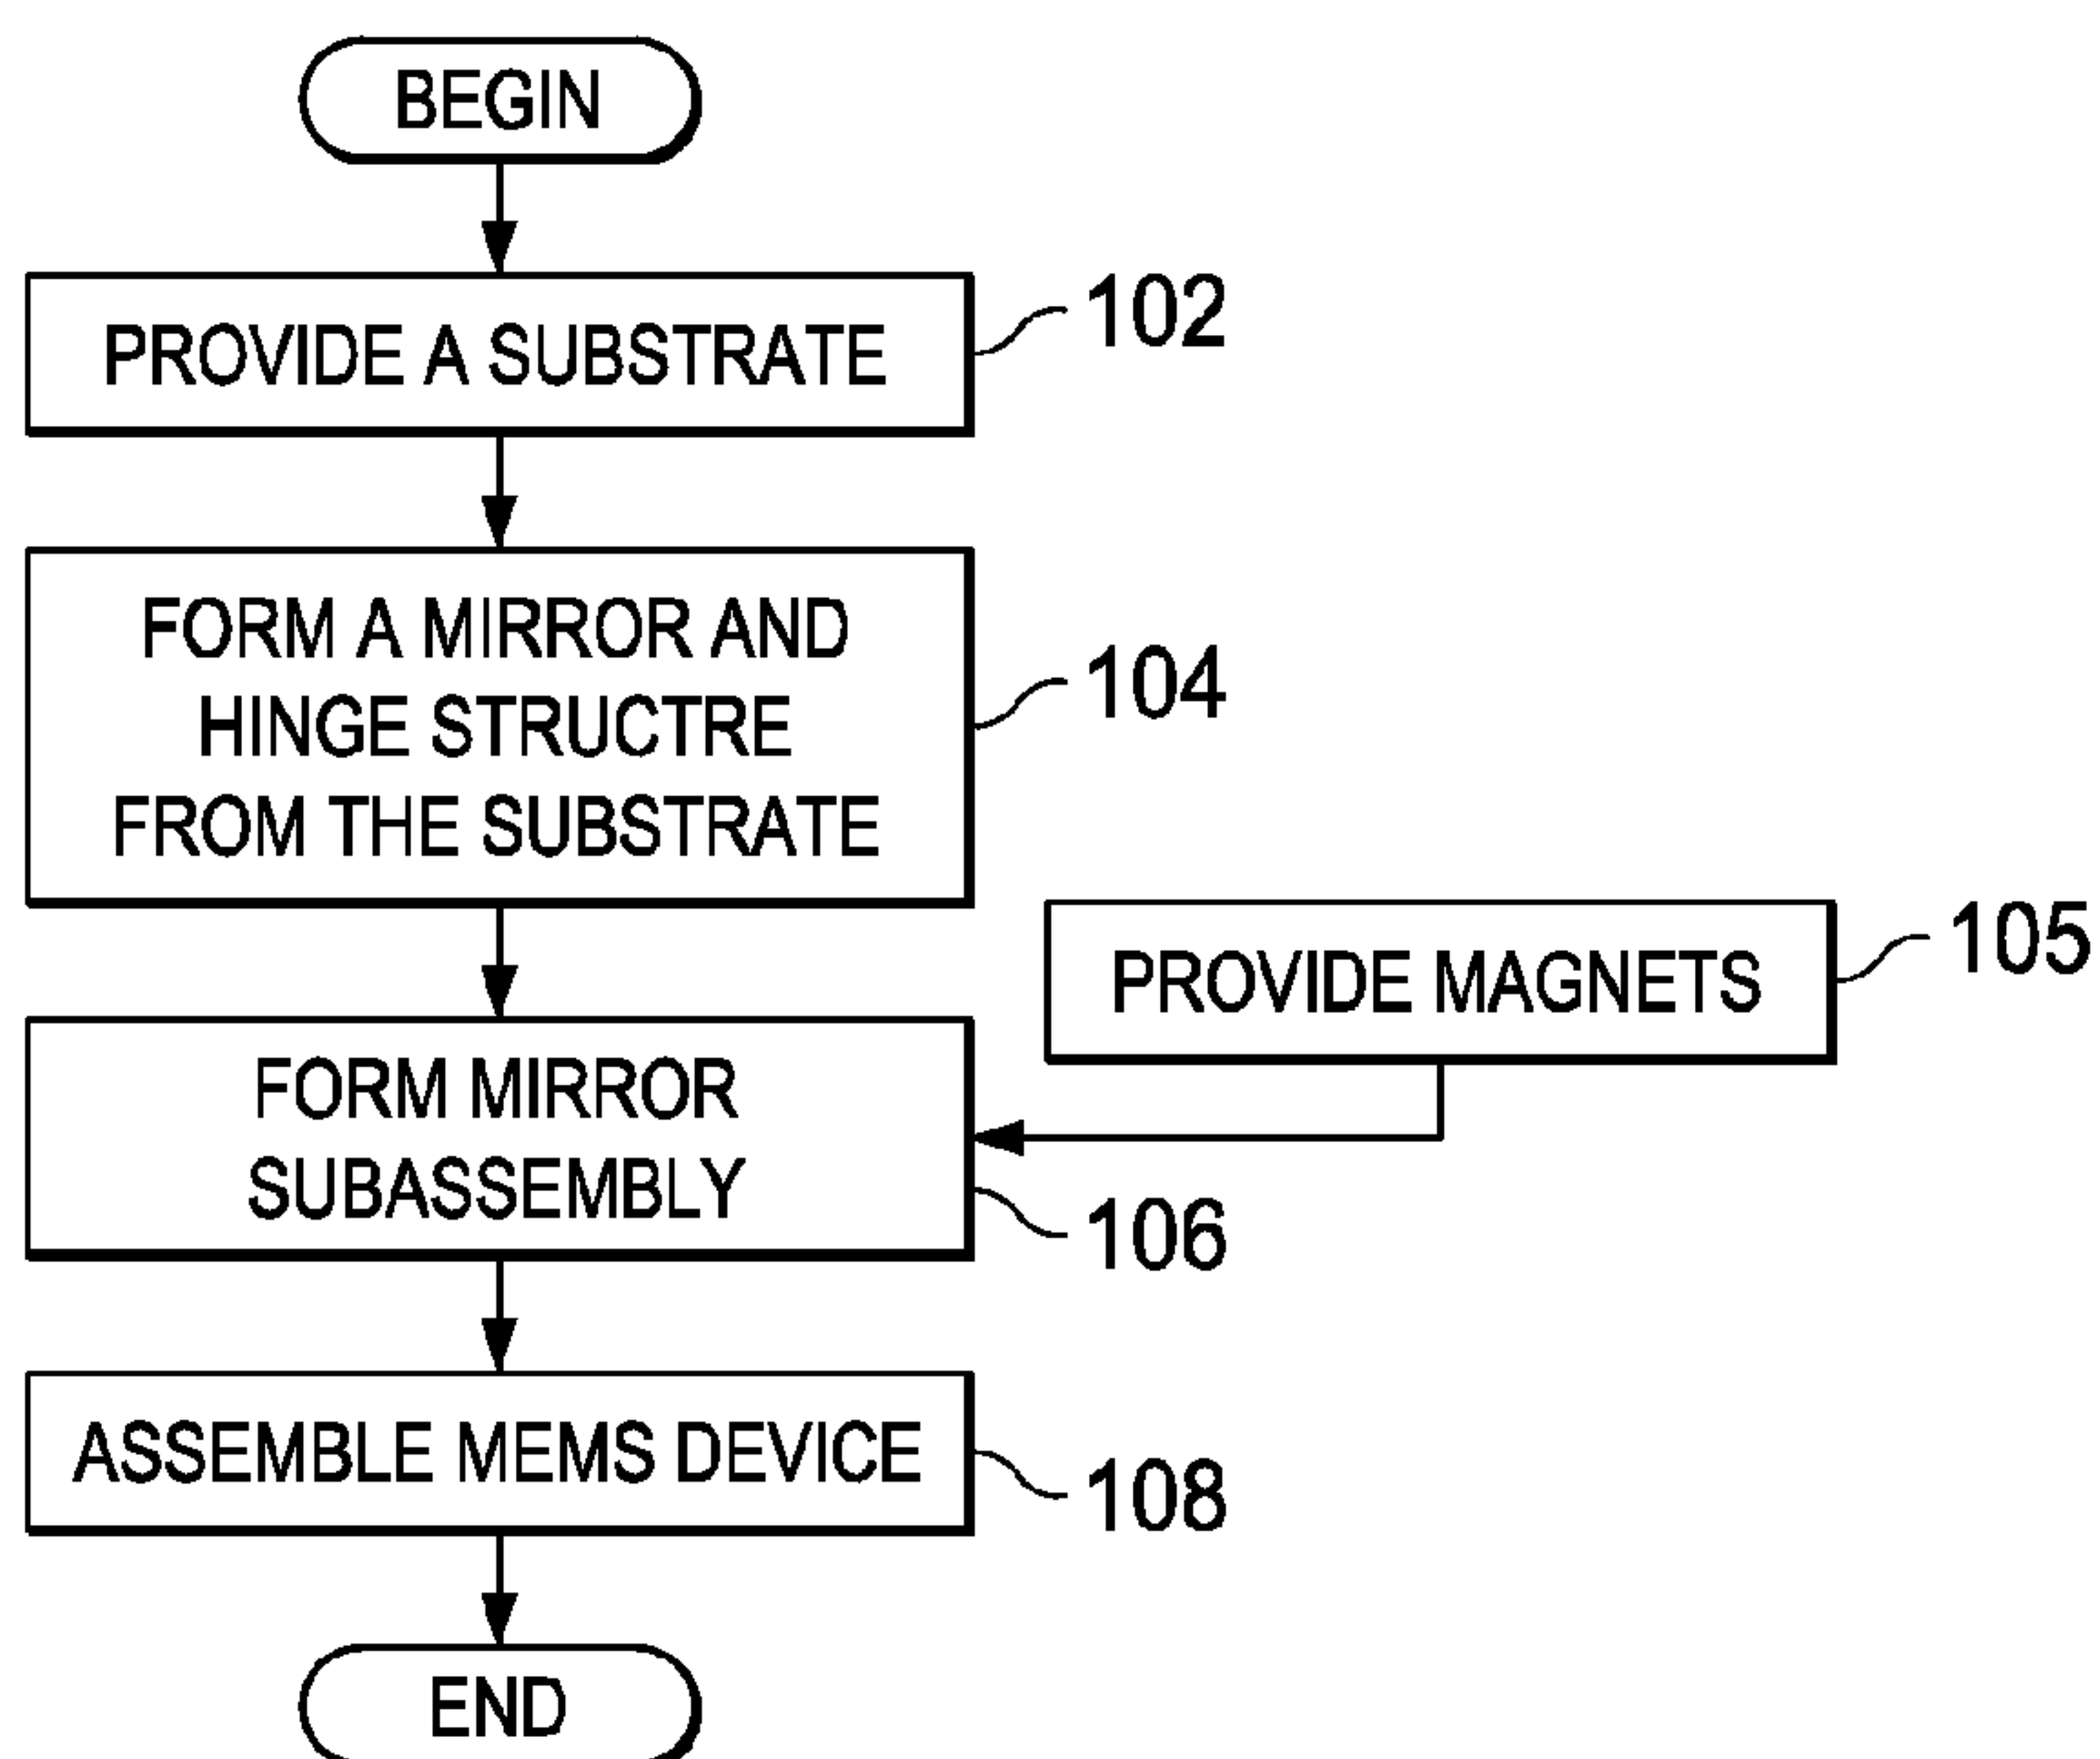 BEGIN
PROVIDE A SUBSTRATE
102
FORM A MIRROR AND
HINGE STRUCTRE
FROM THE SUBSTRATE
104
PROVIDE MAGNETS
105
FORM MIRROR
SUBASSEMBLY
106
ASSEMBLE MEMS DEVICE
108
END